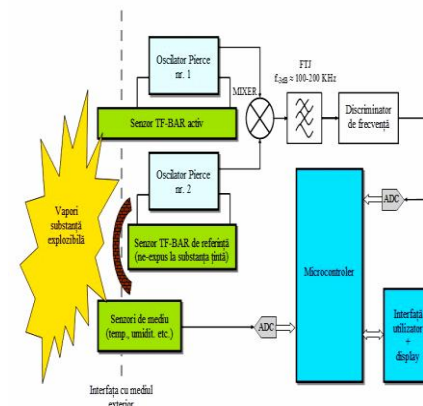 Oscilator Pierce
nr. 1
MIXER
FTJ
f-3dB ≈ 100-200 KHz
Discriminator
de frecvență
Senzor TF-BAR activ
Oscilator Pierce
nr. 2
Vapori
substanță
explozibilă
Senzor TF-BAR de referință
(ne-expus la substanța țintă)
ADC
Microcontroler
Senzori de mediu
(temp., umidit. etc.)
ADC
Interfață
utilizator
+
display
Interfața cu mediul
exterior